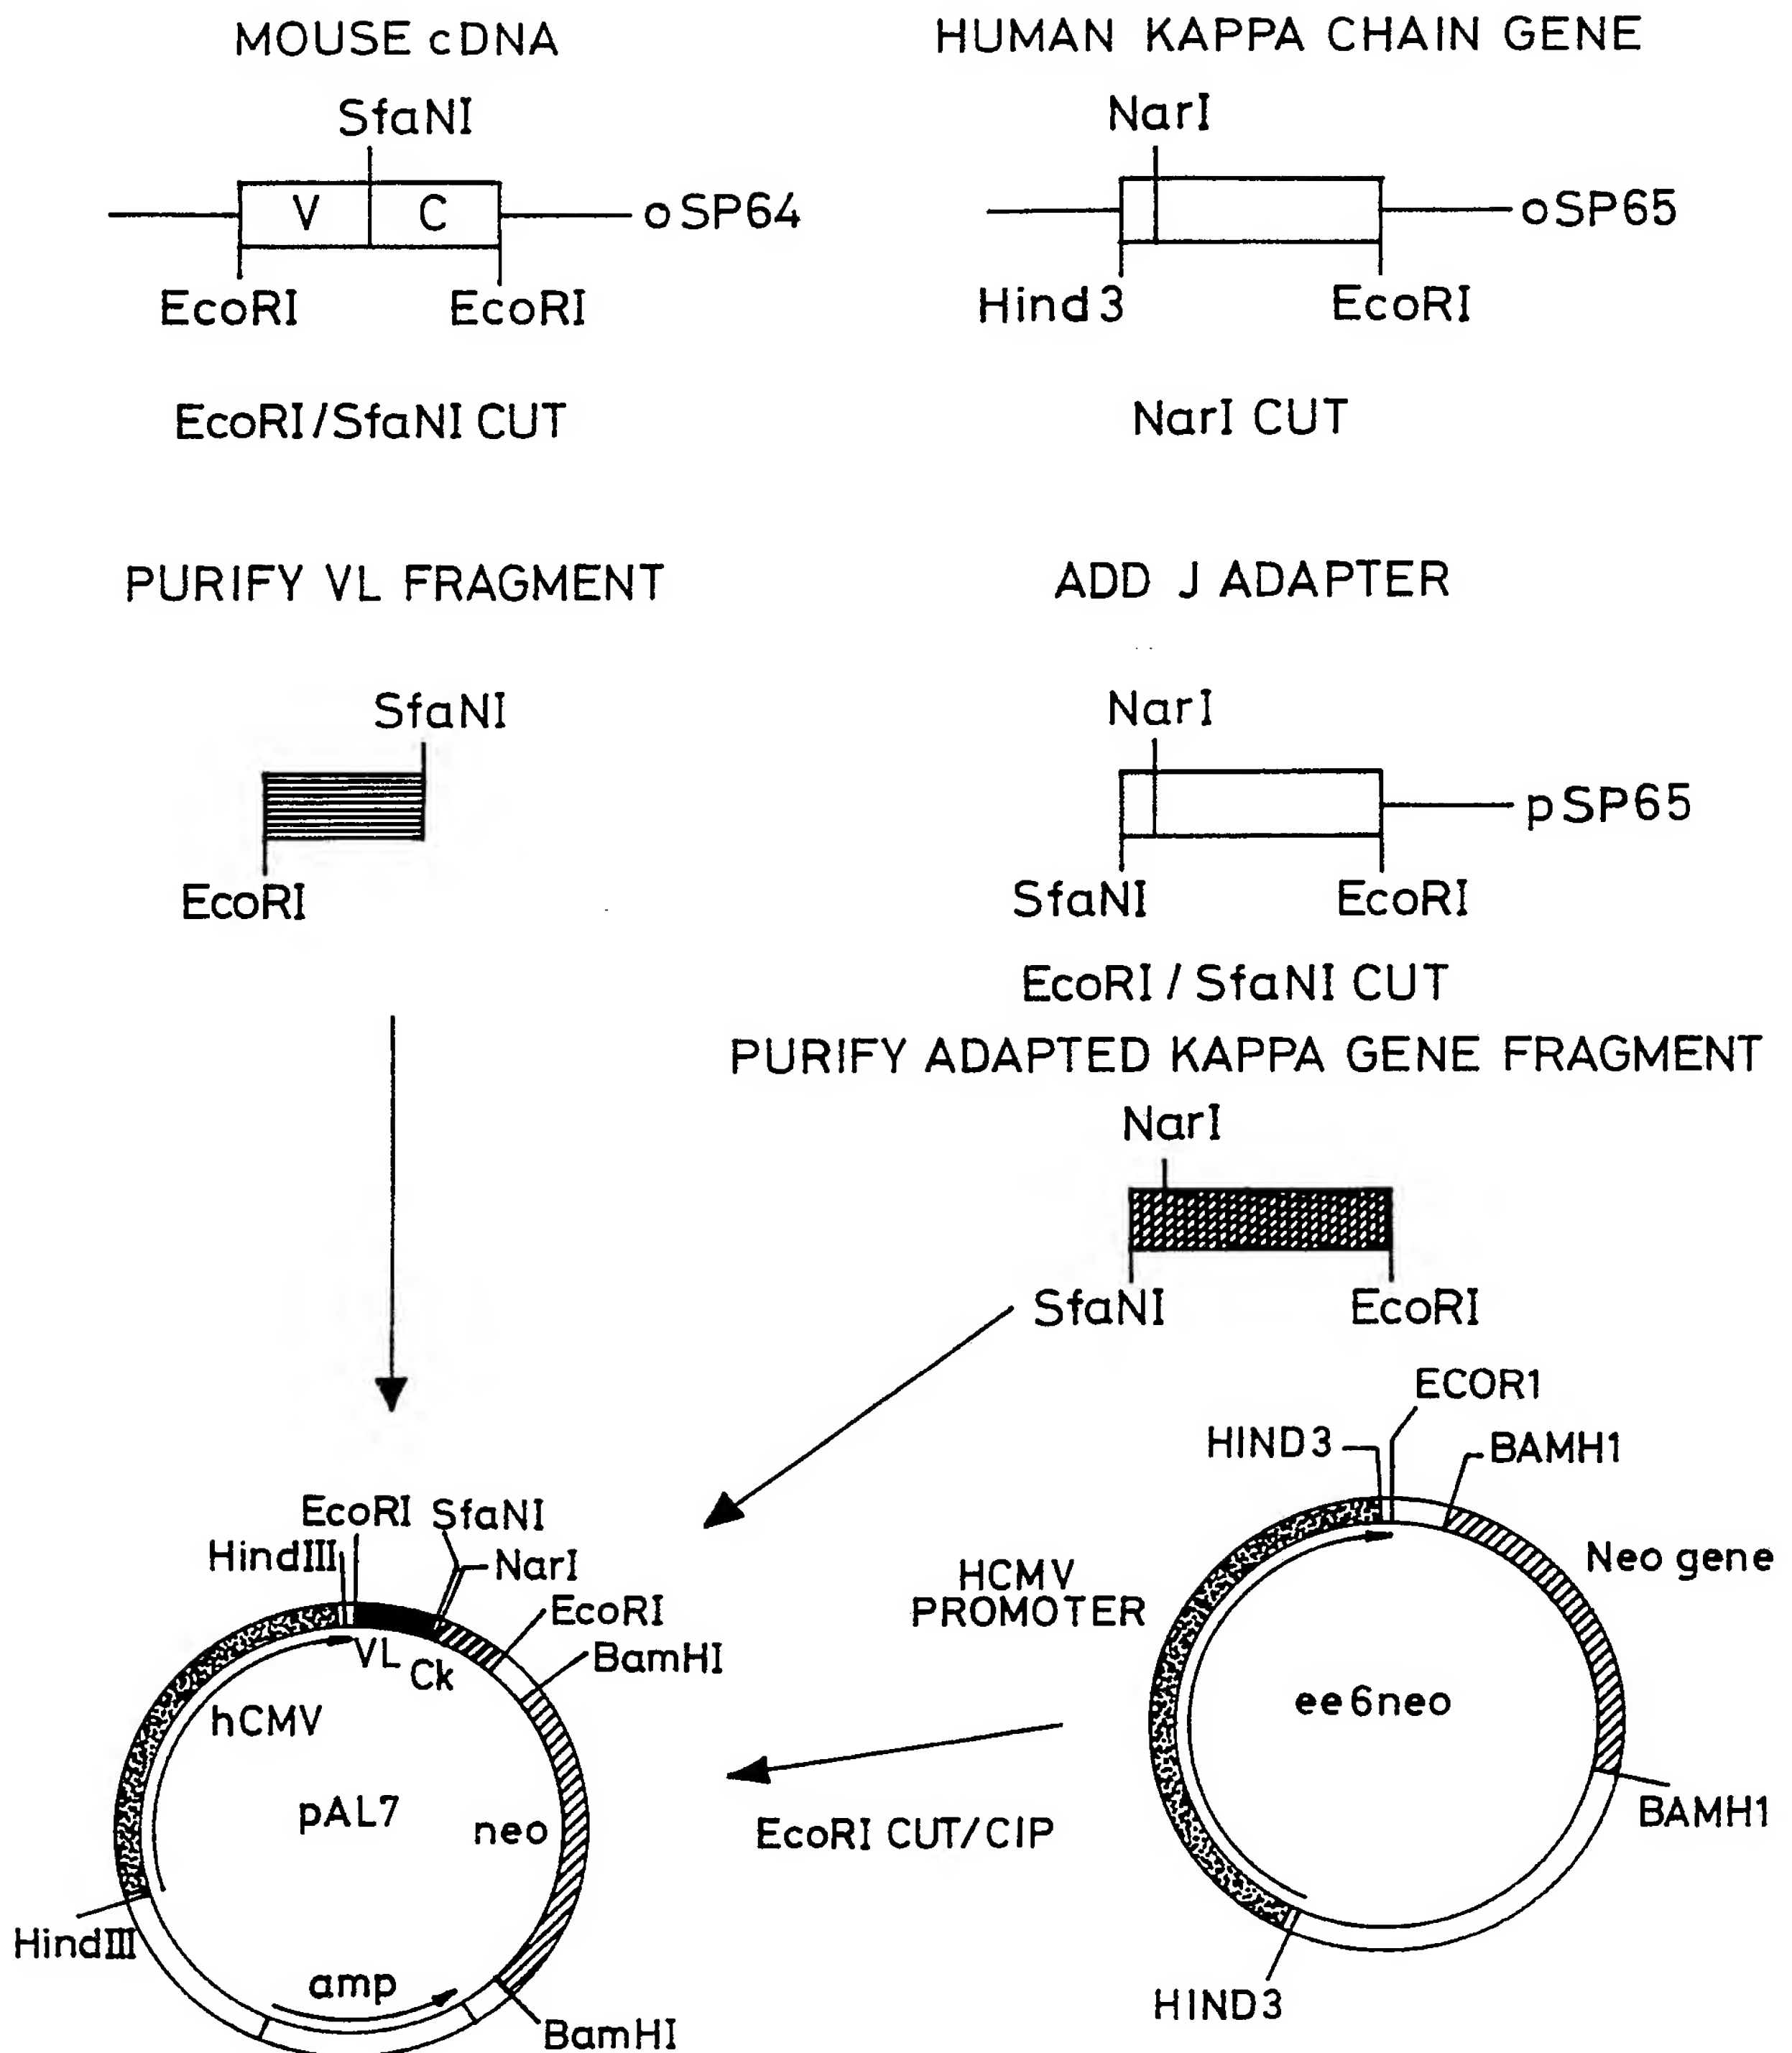 MOUSE cDNA
SfaNI
V
C
oSP64
EcoRI
EcoRI
EcoRI/SfaNI CUT
HUMAN KAPPA CHAIN GENE
NarI
oSP65
Hind3
EcoRI
NarI CUT
PURIFY VL FRAGMENT
SfaNI
EcoRI
ADD J ADAPTER
NarI
pSP65
SfaNI
EcoRI
EcoRI / SfaNI CUT
PURIFY ADAPTED KAPPA GENE FRAGMENT
NarI
SfaNI
EcoRI
EcoRI
SfaNI
HindIII
NarI
EcoRI
BamHI
VL
Ck
hCMV
pAL7
neo
HindIII
amp
BamHI
ECOR1
HIND3
BAMH1
Neo gene
HCMV
PROMOTER
ee6neo
BAMH1
EcoRI CUT/CIP
HIND3